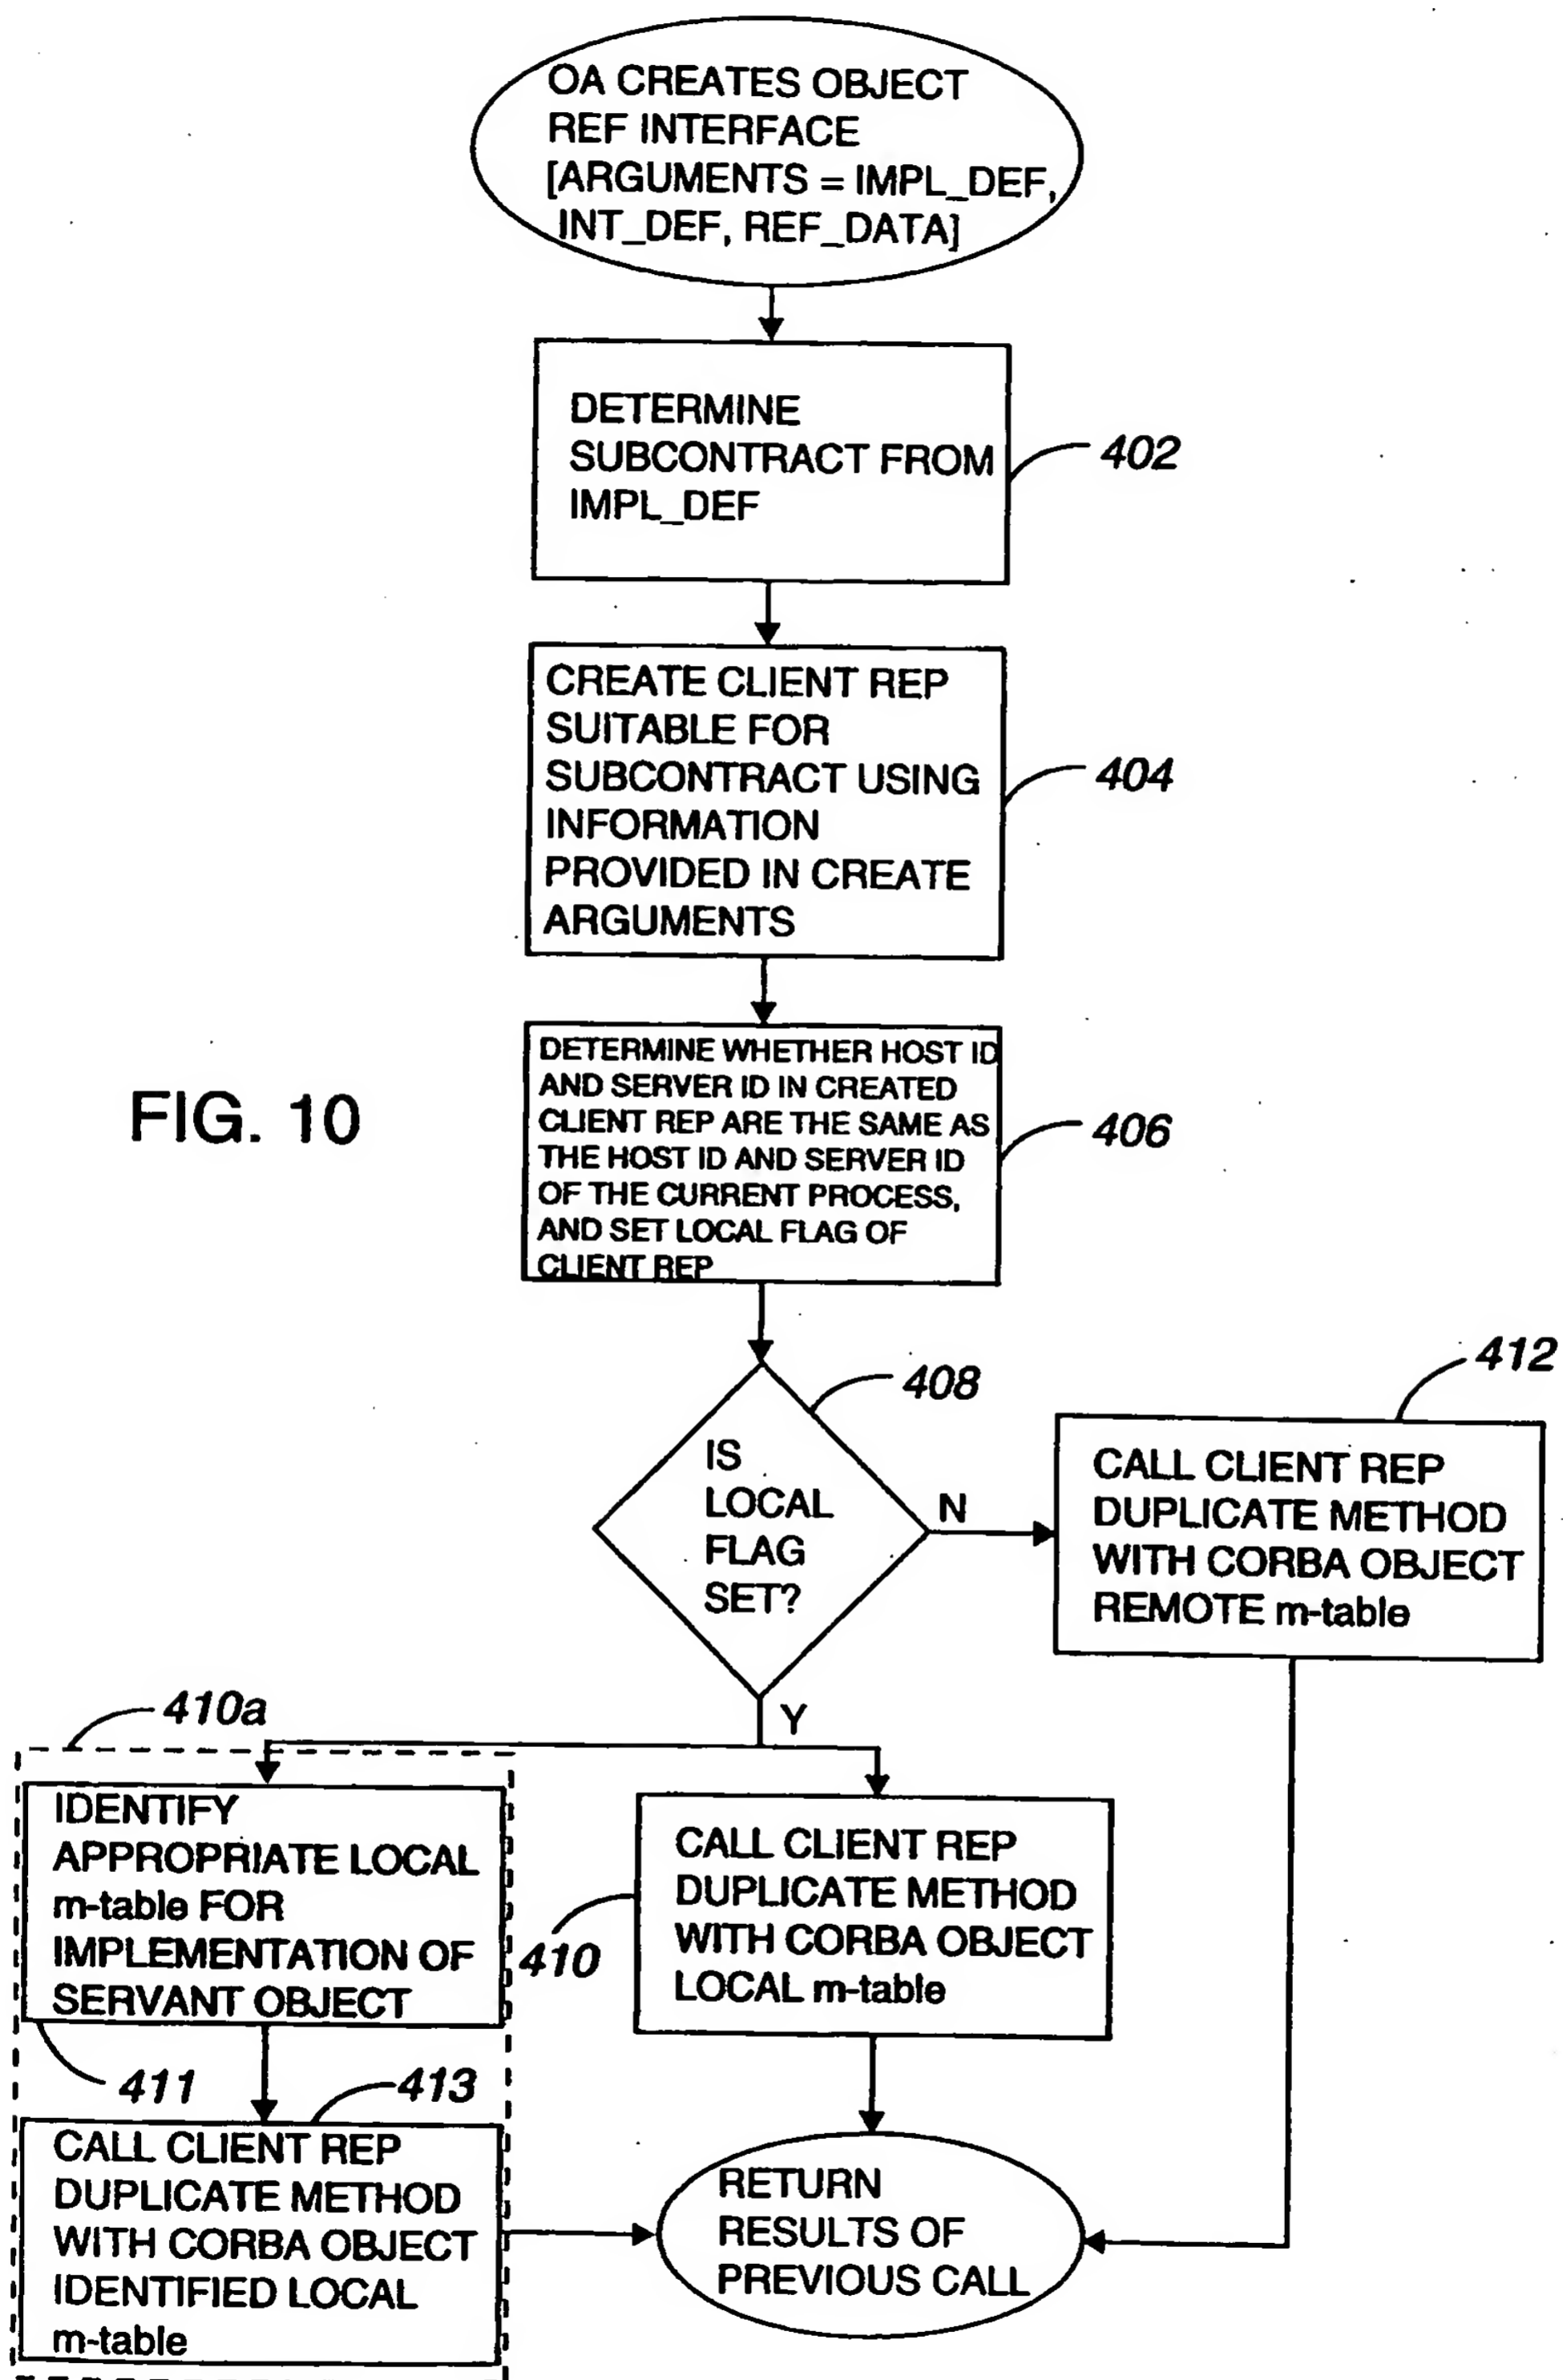 OA CREATES OBJECT
REF INTERFACE
[ARGUMENTS = IMPL_DEF,
INT_DEF, REF_DATA]
DETERMINE
SUBCONTRACT FROM
IMPL_DEF
402
CREATE CLIENT REP
SUITABLE FOR
SUBCONTRACT USING
INFORMATION
PROVIDED IN CREATE
ARGUMENTS
404
DETERMINE WHETHER HOST ID
AND SERVER ID IN CREATED
CLIENT REP ARE THE SAME AS
THE HOST ID AND SERVER ID
OF THE CURRENT PROCESS,
AND SET LOCAL FLAG OF
CLIENT REP
406
FIG. 10
408
IS
LOCAL
FLAG
SET?
N
412
CALL CLIENT REP
DUPLICATE METHOD
WITH CORBA OBJECT
REMOTE m-table
Y
410a
IDENTIFY
APPROPRIATE LOCAL
m-table FOR
IMPLEMENTATION OF
SERVANT OBJECT
411
CALL CLIENT REP
DUPLICATE METHOD
WITH CORBA OBJECT
LOCAL m-table
410
413
CALL CLIENT REP
DUPLICATE METHOD
WITH CORBA OBJECT
IDENTIFIED LOCAL
m-table
RETURN
RESULTS OF
PREVIOUS CALL